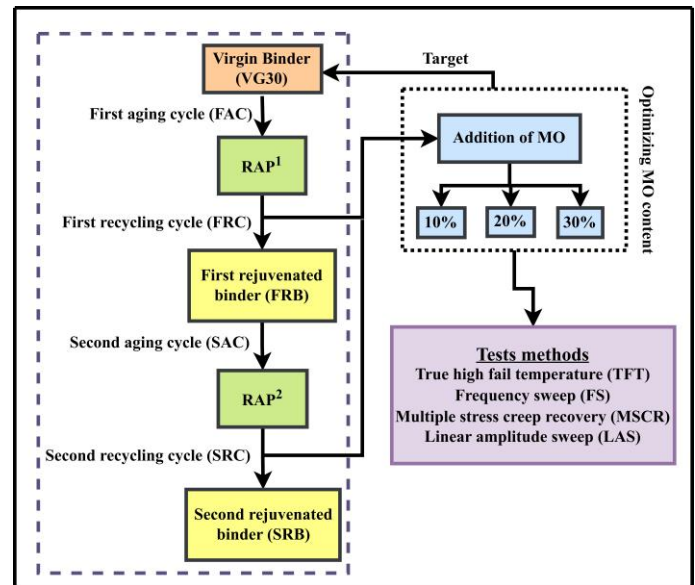 Virgin Binder
(VG30)
Target
First aging cycle (FAC)
RAP1
First recycling cycle (FRC)
First rejuvenated
binder (FRB)
Second aging cycle (SAC)
RAP2
Second recycling cycle (SRC)
Second rejuvenated
binder (SRB)
Addition of MO
10%
20%
30%
Optimizing MO content
Tests methods
True high fail temperature (TFT)
Frequency sweep (FS)
Multiple stress creep recovery (MSCR)
Linear amplitude sweep (LAS)